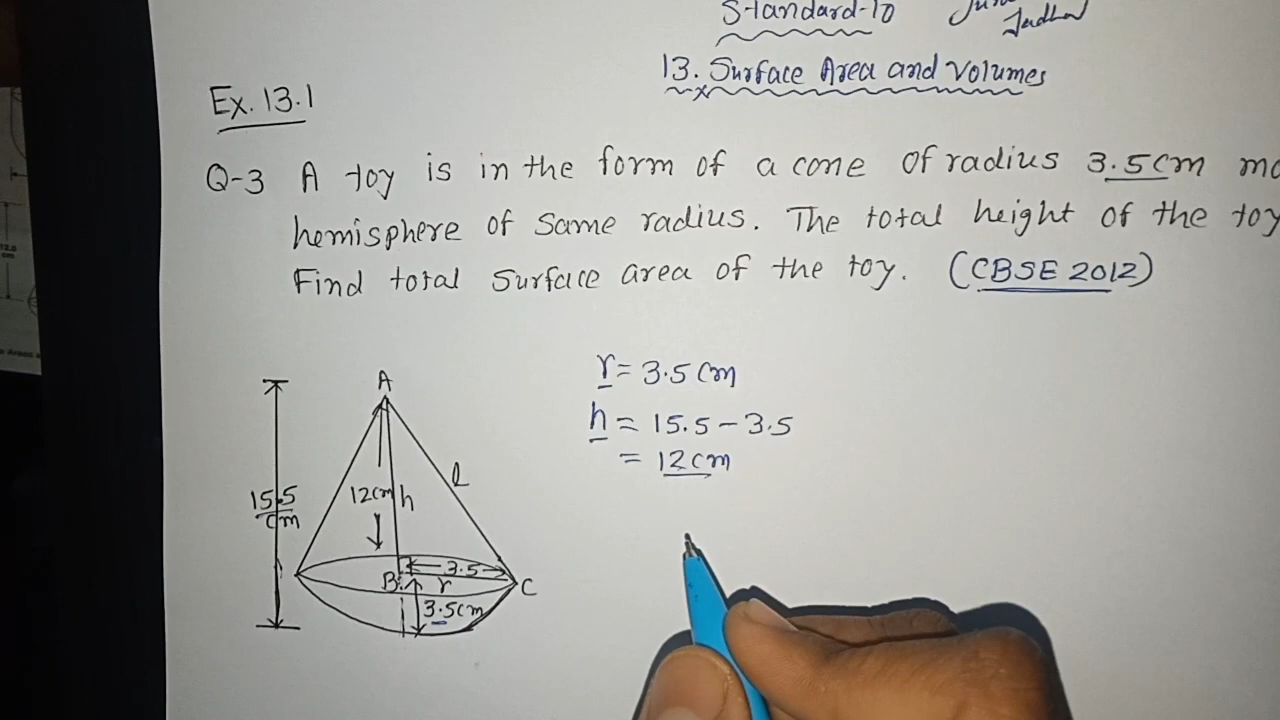 Standard-10
Jadhav
13. Surface Area and Volumes
Ex. 13.1
Q-3 A toy is in the form of a cone of radius 3.5cm
hemisphere of same radius. The total height of the toy
Find total surface area of the toy. (CBSE 2012)
r = 3.5 cm
h = 15.5 - 3.5
= 12cm
A
l
15.5
cm
12cm h
3.5
B r C
3.5cm